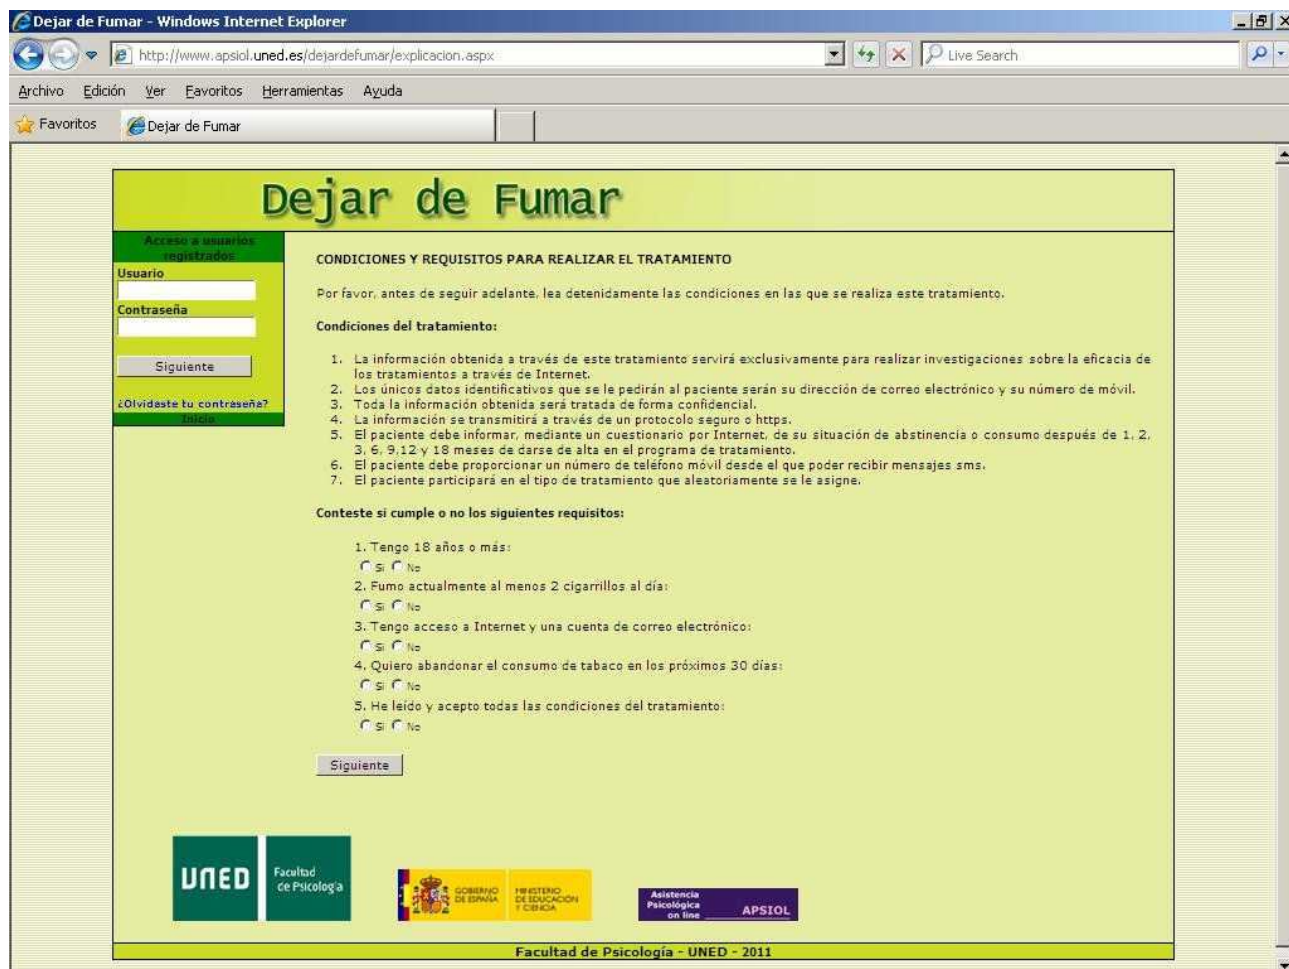 Dejar de Fumar - Windows Internet Explorer
http://www.apsiol.uned.es/dejardefumar/explicacion.aspx
Live Search
Archivo Edición Ver Favoritos Herramientas Ayuda
Favoritos Dejar de Fumar
Dejar de Fumar
Acceso a usuarios
registrados
Usuario
Contraseña
Siguiente
¿Olvidaste tu contraseña?
Inicio
CONDICIONES Y REQUISITOS PARA REALIZAR EL TRATAMIENTO
Por favor, antes de seguir adelante, lea detenidamente las condiciones en las que se realiza este tratamiento.
Condiciones del tratamiento:
1. La información obtenida a través de este tratamiento servirá exclusivamente para realizar investigaciones sobre la eficacia de
los tratamientos a través de Internet.
2. Los únicos datos identificativos que se le pedirán al paciente serán su dirección de correo electrónico y su número de móvil.
3. Toda la información obtenida será tratada de forma confidencial.
4. La información se transmitirá a través de un protocolo seguro o https.
5. El paciente debe informar, mediante un cuestionario por Internet, de su situación de abstinencia o consumo después de 1, 2,
3, 6, 9,12 y 18 meses de darse de alta en el programa de tratamiento.
6. El paciente debe proporcionar un número de teléfono móvil desde el que poder recibir mensajes sms.
7. El paciente participará en el tipo de tratamiento que aleatoriamente se le asigne.
Conteste si cumple o no los siguientes requisitos:
1. Tengo 18 años o más:
Si No
2. Fumo actualmente al menos 2 cigarrillos al día:
Si No
3. Tengo acceso a Internet y una cuenta de correo electrónico:
Si No
4. Quiero abandonar el consumo de tabaco en los próximos 30 días:
Si No
5. He leído y acepto todas las condiciones del tratamiento:
Si No
Siguiente
UNED
Facultad
de Psicología
GOBIERNO
DE ESPAÑA
MINISTERIO
DE EDUCACIÓN
Y CIENCIA
Asistencia
Psicológica
on line
APSIOL
Facultad de Psicología - UNED - 2011